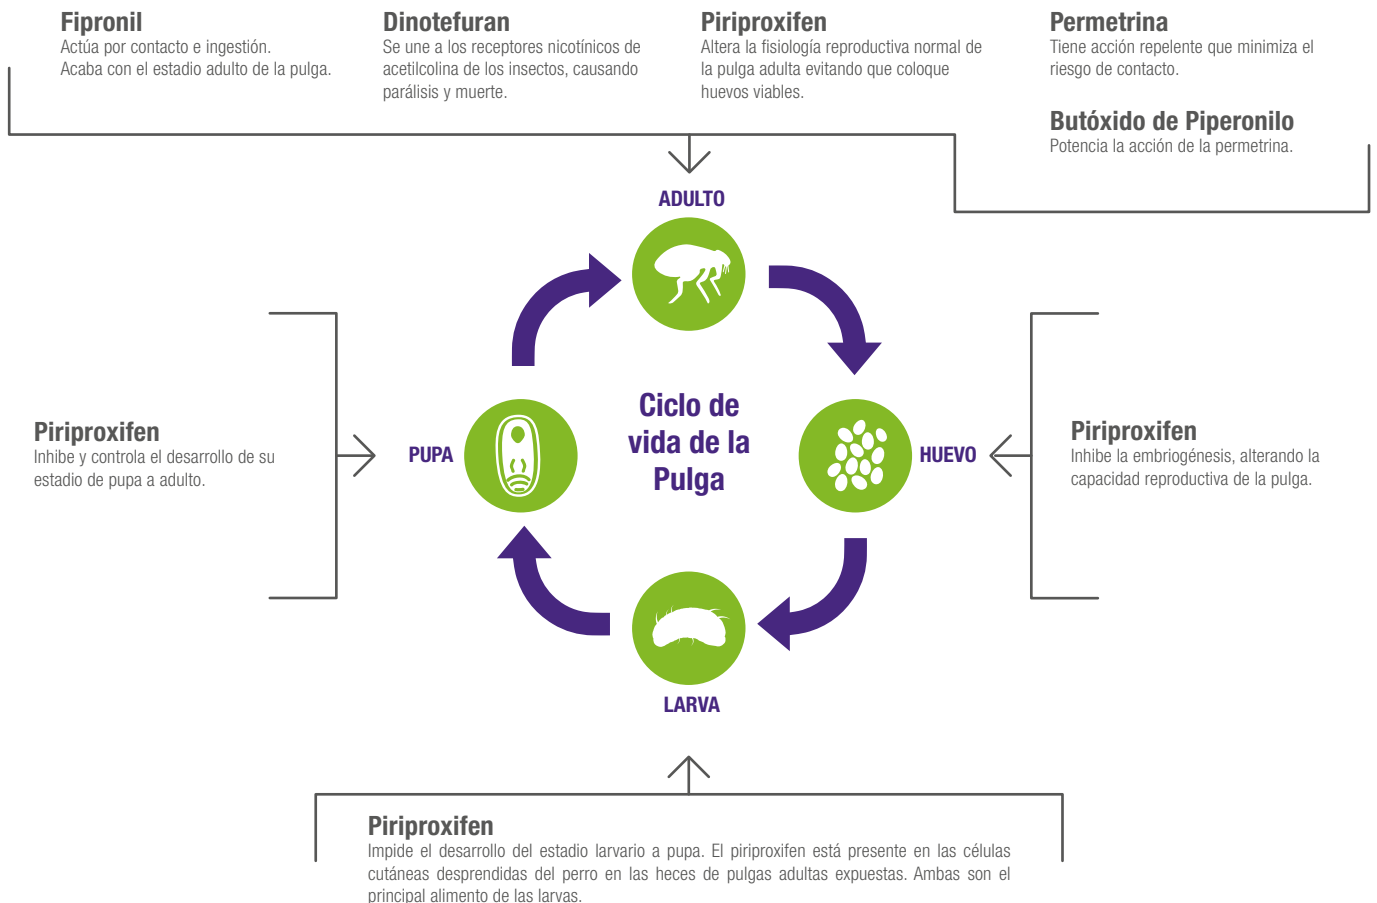 Fipronil
Actúa por contacto e ingestión.
Acaba con el estadio adulto de la pulga.
Dinotefuran
Se une a los receptores nicotínicos de
acetilcolina de los insectos, causando
parálisis y muerte.
Piriproxifen
Altera la fisiología reproductiva normal de
la pulga adulta evitando que coloque
huevos viables.
Permetrina
Tiene acción repelente que minimiza el
riesgo de contacto.
Butóxido de Piperonilo
Potencia la acción de la permetrina.
ADULTO
Piriproxifen
Inhibe y controla el desarrollo de su
estadio de pupa a adulto.
PUPA
Ciclo de
vida de la
Pulga
HUEVO
Piriproxifen
Inhibe la embriogénesis, alterando la
capacidad reproductiva de la pulga.
LARVA
Piriproxifen
Impide el desarrollo del estadio larvario a pupa. El piriproxifen está presente en las células
cutáneas desprendidas del perro en las heces de pulgas adultas expuestas. Ambas son el
principal alimento de las larvas.